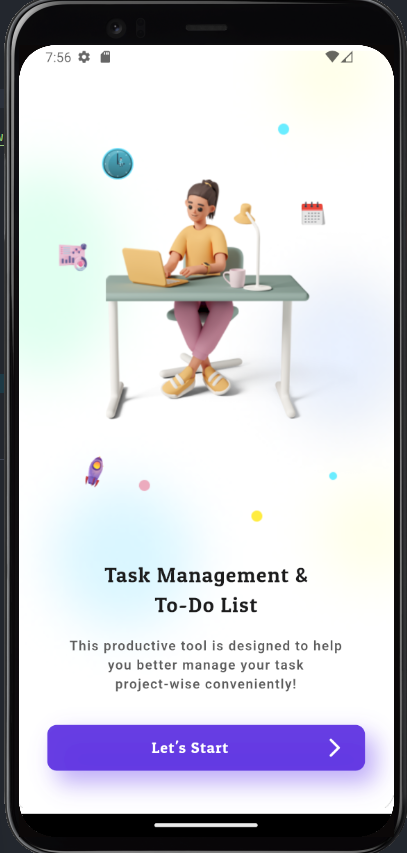 7:56
Task Management &
To-Do List
This productive tool is designed to help
you better manage your task
project-wise conveniently!
Let's Start